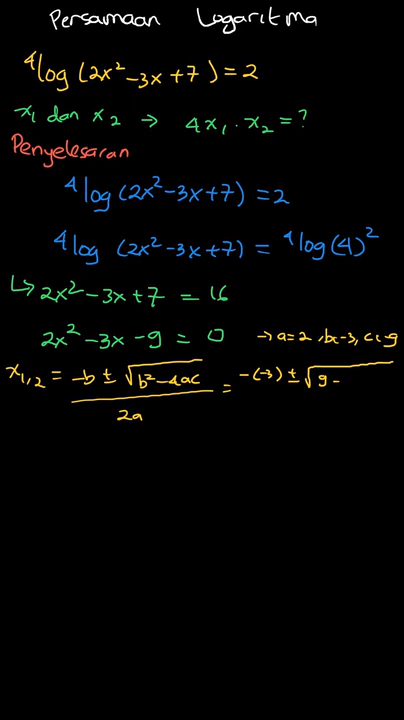 Persamaan Logaritma
⁴log (2x² - 3x + 7) = 2
x₁ dan x₂ → 4x₁ . x₂ = ?
Penyelesaran
⁴log (2x² - 3x + 7) = 2
⁴log (2x² - 3x + 7) = ⁴log (4)²
↳ 2x² - 3x + 7 = 16
2x² - 3x - 9 = 0 → a = 2, b = -3, c = -9
x₁,₂ = (-b ± √(b² - 4ac)) / 2a = -(-3) ± √9 -